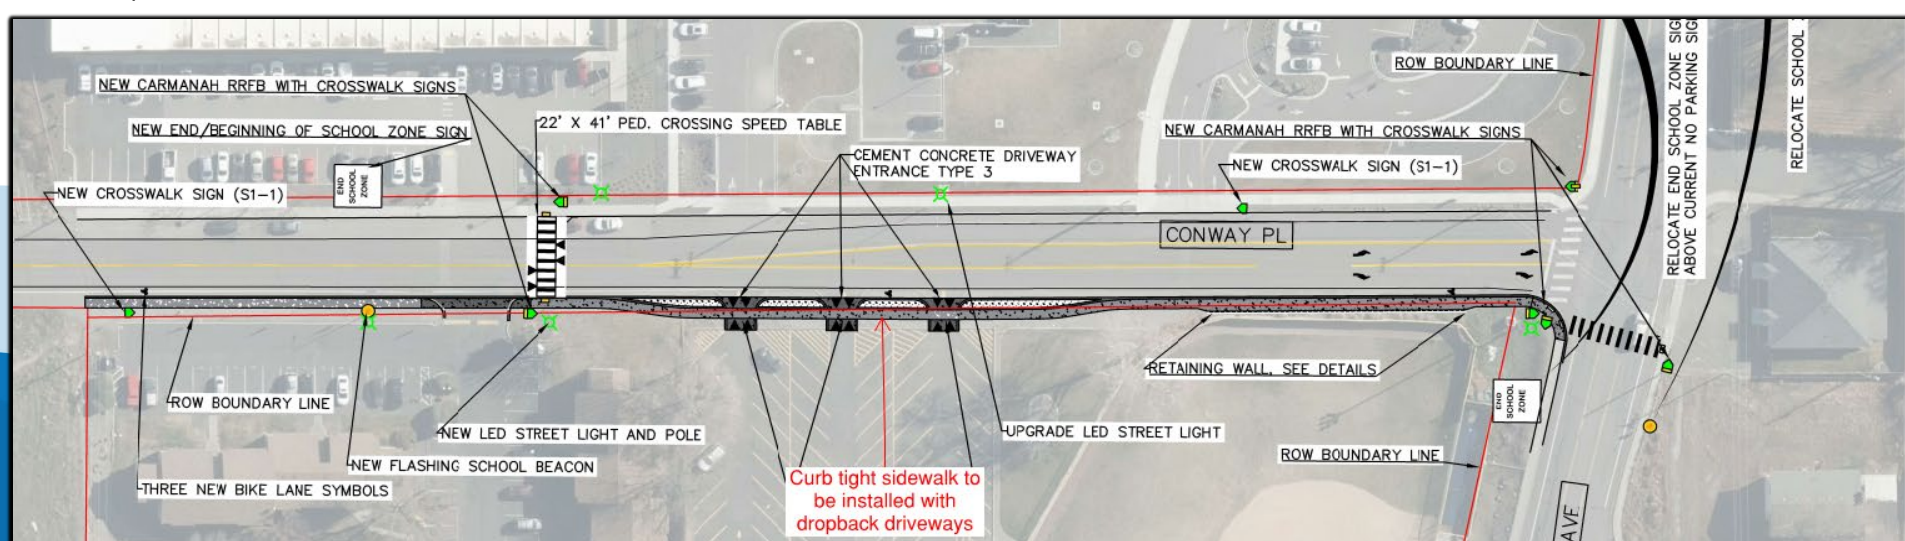 NEW CARMANAH RRFB WITH CROSSWALK SIGNS
NEW END/BEGINNING OF SCHOOL ZONE SIGN
END
SCHOOL
ZONE
NEW CROSSWALK SIGN (S1-1)
22' X 41' PED. CROSSING SPEED TABLE
CEMENT CONCRETE DRIVEWAY
ENTRANCE TYPE 3
ROW BOUNDARY LINE
NEW CARMANAH RRFB WITH CROSSWALK SIGNS
NEW CROSSWALK SIGN (S1-1)
CONWAY PL
RELOCATE END SCHOOL ZONE SIG
ABOVE CURRENT NO PARKING SIG
RELOCATE SCHOOL
ROW BOUNDARY LINE
NEW LED STREET LIGHT AND POLE
NEW FLASHING SCHOOL BEACON
THREE NEW BIKE LANE SYMBOLS
Curb tight sidewalk to
be installed with
dropback driveways
UPGRADE LED STREET LIGHT
RETAINING WALL, SEE DETAILS
END
SCHOOL
ZONE
ROW BOUNDARY LINE
AVE